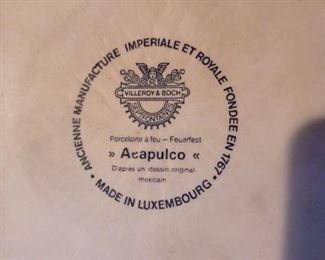 ANCIENNE MANUFACTURE IMPERIALE ET ROYALE FONDEE EN 1767
VILLEROY & BOCH
SEPTFONTAINES
Porcelaine à feu – Feuerfest
» Acapulco «
D'après un dessin original
mexicain
• MADE IN LUXEMBOURG •